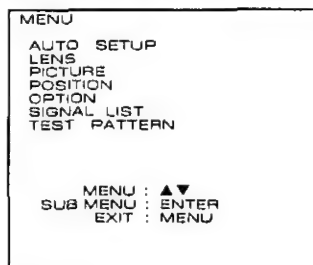 MENU
AUTO SETUP
LENS
PICTURE
POSITION
OPTION
SIGNAL LIST
TEST PATTERN
MENU : ▲▼
SUB MENU : ENTER
EXIT : MENU